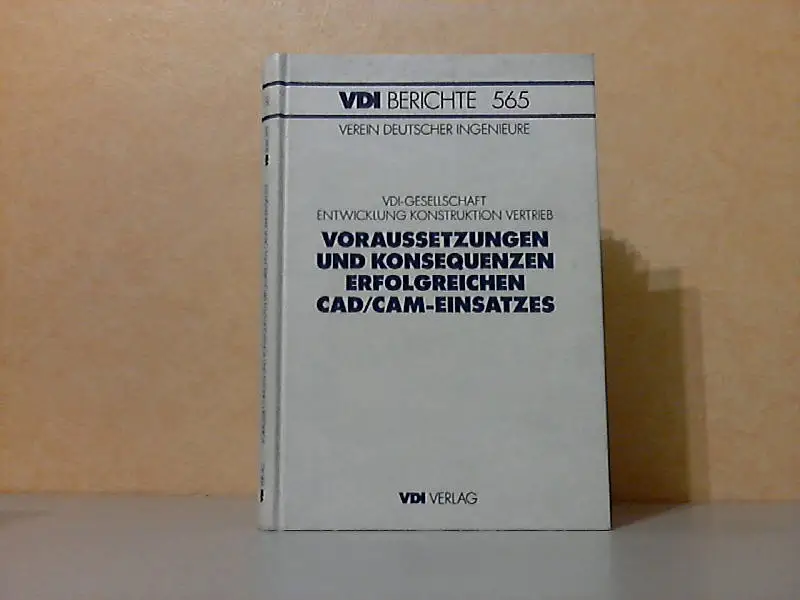 VDI BERICHTE 565
VEREIN DEUTSCHER INGENIEURE
VDI-GESELLSCHAFT
ENTWICKLUNG KONSTRUKTION VERTRIEB
VORAUSSETZUNGEN
UND KONSEQUENZEN
ERFOLGREICHEN
CAD/CAM-EINSATZES
VDI VERLAG